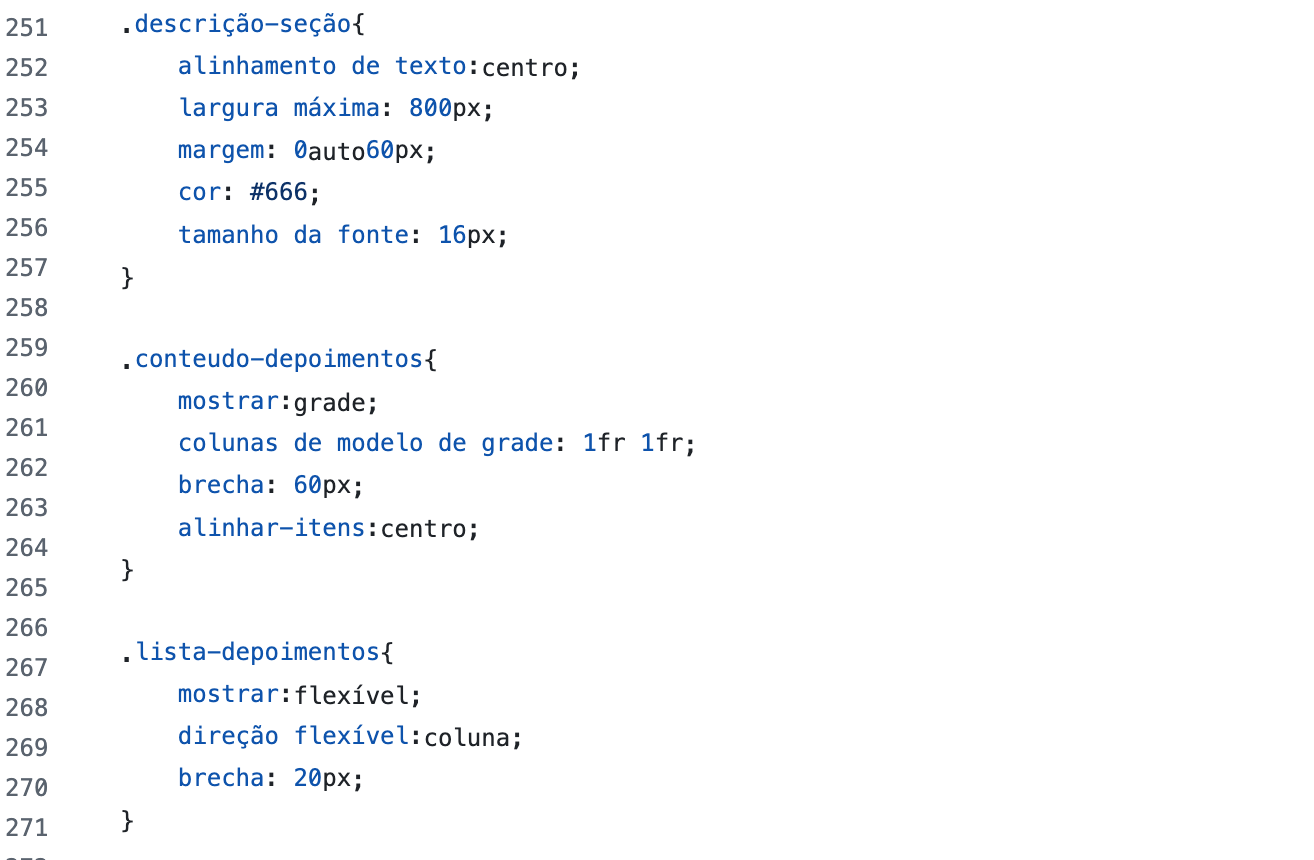 251 .descrição-seção{
252 alinhamento de texto:centro;
253 largura máxima: 800px;
254 margem: 0auto60px;
255 cor: #666;
256 tamanho da fonte: 16px;
257 }
258
259 .conteudo-depoimentos{
260 mostrar:grade;
261 colunas de modelo de grade: 1fr 1fr;
262 brecha: 60px;
263 alinhar-itens:centro;
264 }
265
266 .lista-depoimentos{
267 mostrar:flexível;
268 direção flexível:coluna;
269 brecha: 20px;
270 }
271